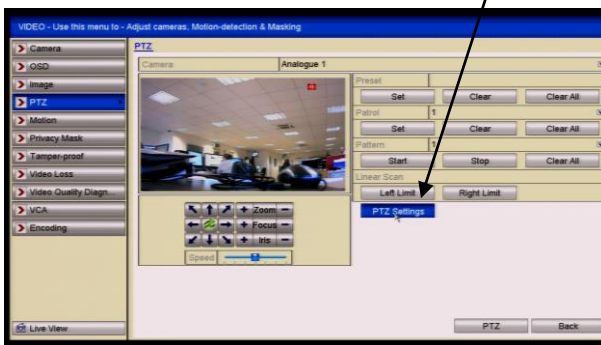 VIDEO - Use this menu to - Adjust cameras, Motion-detection & Masking
Camera
OSD
Image
PTZ
Motion
Privacy Mask
Tamper-proof
Video Loss
Video Quality Diagn...
VCA
Encoding
Live View
PTZ
Camera
Analogue 1
Zoom
Focus
Iris
Speed
Preset
Set Clear Clear All
Patrol 1
Set Clear Clear All
Pattern 1
Start Stop Clear All
Linear Scan
Left Limit Right Limit
PTZ Settings
PTZ Back